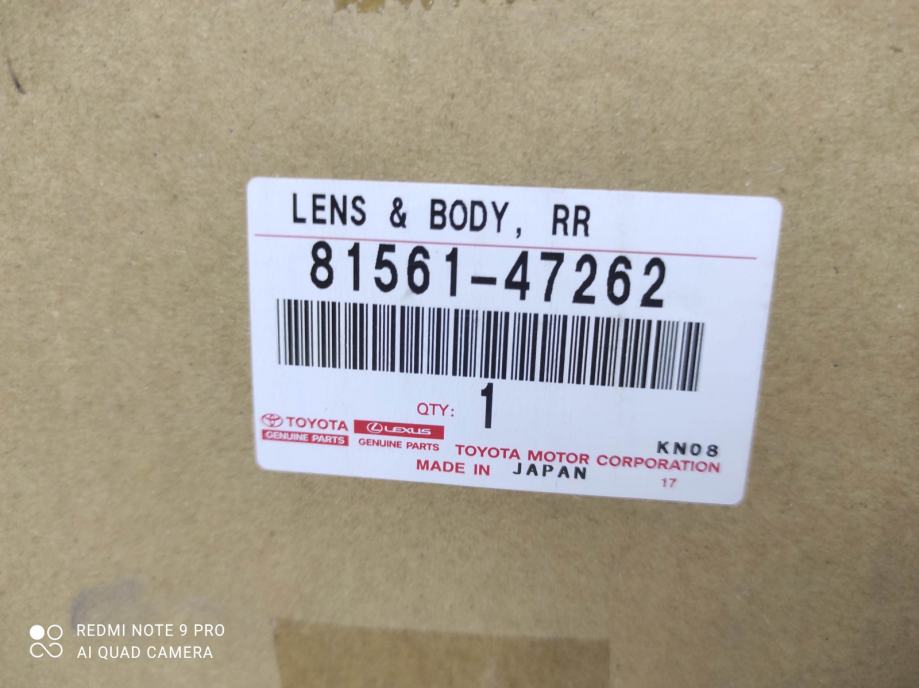 LENS & BODY, RR
81561-47262
QTY: 1
TOYOTA
GENUINE PARTS
LEXUS
GENUINE PARTS
KN08
TOYOTA MOTOR CORPORATION
MADE IN JAPAN
17
REDMI NOTE 9 PRO
AI QUAD CAMERA